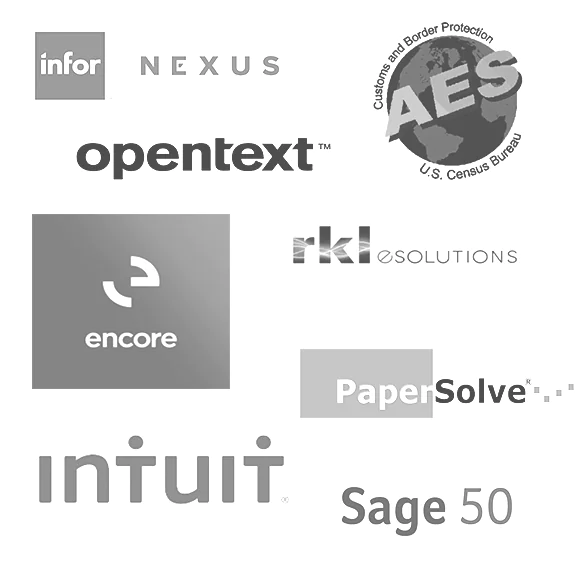 infor NEXUS
Customs and Border Protection
AES
U.S. Census Bureau
opentext™
encore
rkl eSOLUTIONS
PaperSolve®
intuit
Sage 50